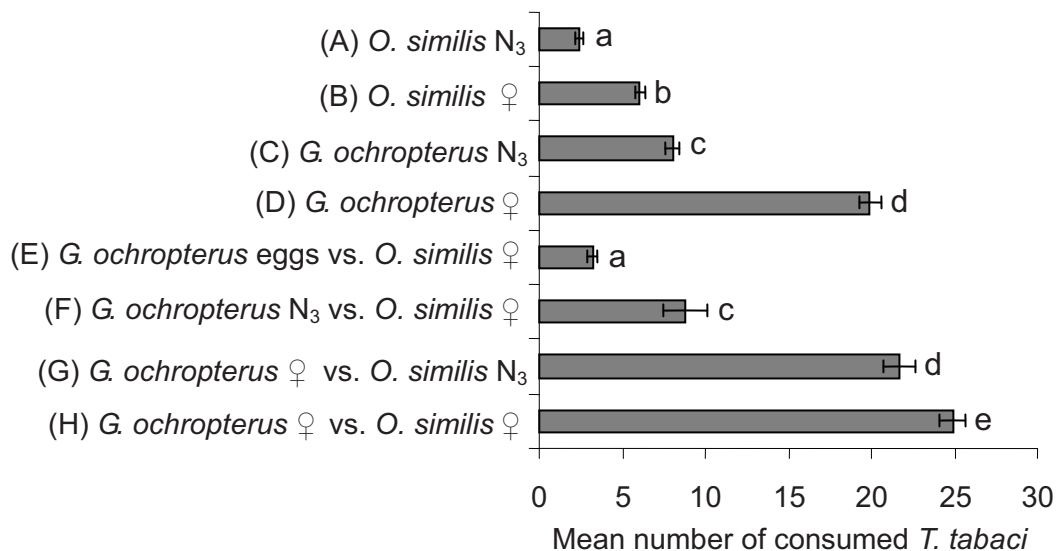 (A) O. similis N₃
a
(B) O. similis ♀
b
(C) G. ochropterus N₃
c
(D) G. ochropterus ♀
d
(E) G. ochropterus eggs vs. O. similis ♀
a
(F) G. ochropterus N₃ vs. O. similis ♀
c
(G) G. ochropterus ♀ vs. O. similis N₃
d
(H) G. ochropterus ♀ vs. O. similis ♀
e
0 5 10 15 20 25 30
Mean number of consumed T. tabaci